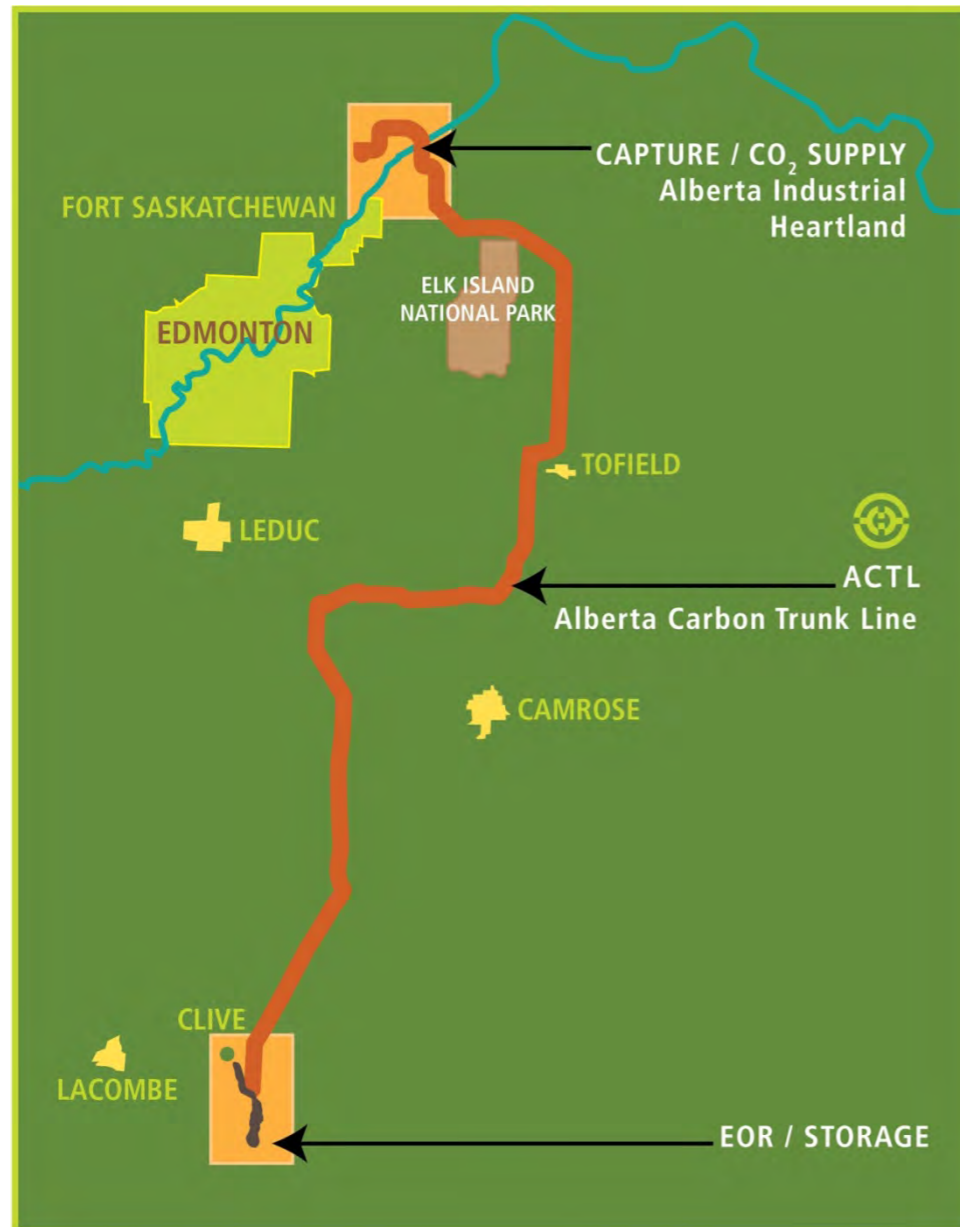 CAPTURE / CO₂ SUPPLY
Alberta Industrial
Heartland
FORT SASKATCHEWAN
ELK ISLAND
NATIONAL PARK
EDMONTON
TOFIELD
LEDUC
ACTL
Alberta Carbon Trunk Line
CAMROSE
CLIVE
LACOMBE
EOR / STORAGE